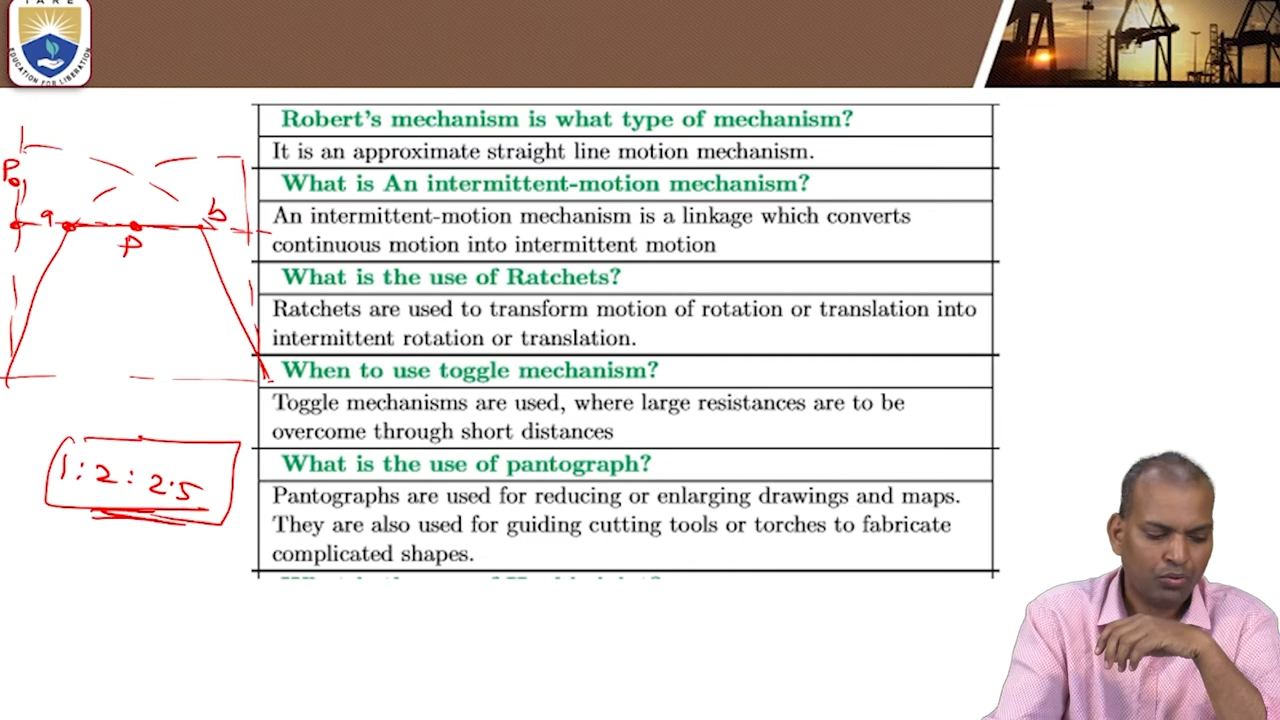 TARE
EDUCATION FOR LIBERATION
Robert's mechanism is what type of mechanism?
It is an approximate straight line motion mechanism.
What is An intermittent-motion mechanism?
An intermittent-motion mechanism is a linkage which converts
continuous motion into intermittent motion
What is the use of Ratchets?
Ratchets are used to transform motion of rotation or translation into
intermittent rotation or translation.
When to use toggle mechanism?
Toggle mechanisms are used, where large resistances are to be
overcome through short distances
What is the use of pantograph?
Pantographs are used for reducing or enlarging drawings and maps.
They are also used for guiding cutting tools or torches to fabricate
complicated shapes.
P
a
b
P
1 : 2 : 2.5